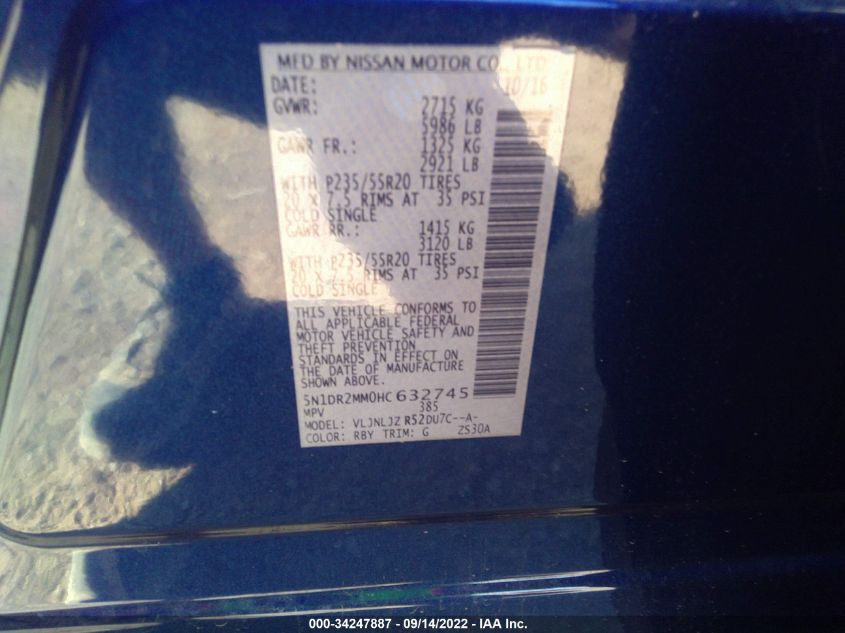 MFD BY NISSAN MOTOR CO., LTD
DATE: 10/16
GVWR: 2715 KG
5986 LB
GAWR FR.: 1325 KG
2921 LB
WITH P235/55R20 TIRES
20 X 7.5 RIMS AT 35 PSI
COLD SINGLE
GAWR RR.: 1415 KG
3120 LB
WITH P235/55R20 TIRES
20 X 7.5 RIMS AT 35 PSI
COLD SINGLE
THIS VEHICLE CONFORMS TO
ALL APPLICABLE FEDERAL
MOTOR VEHICLE SAFETY AND
THEFT PREVENTION
STANDARDS IN EFFECT ON
THE DATE OF MANUFACTURE
SHOWN ABOVE.
5N1DR2MM0HC632745
MPV 385
MODEL: VLJNLJZ R52DU7C--A-
COLOR: RBY TRIM: G ZS30A
000-34247887 - 09/14/2022 - IAA Inc.